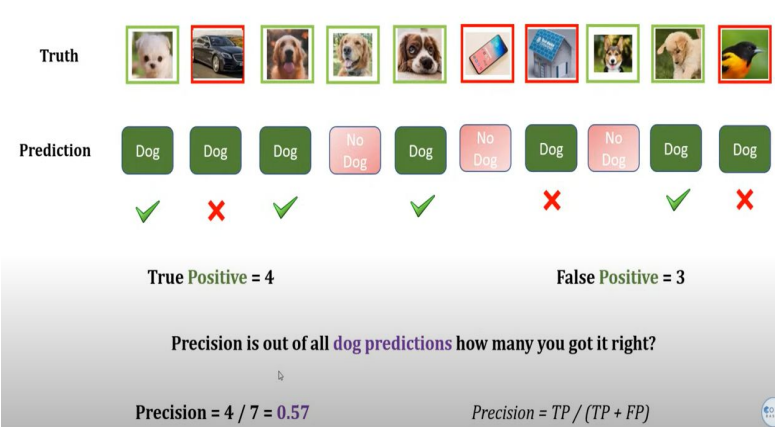 Truth
Prediction
Dog
Dog
Dog
No
Dog
Dog
No
Dog
Dog
No
Dog
Dog
Dog
True Positive = 4
False Positive = 3
Precision is out of all dog predictions how many you got it right?
Precision = 4 / 7 = 0.57
Precision = TP / (TP + FP)